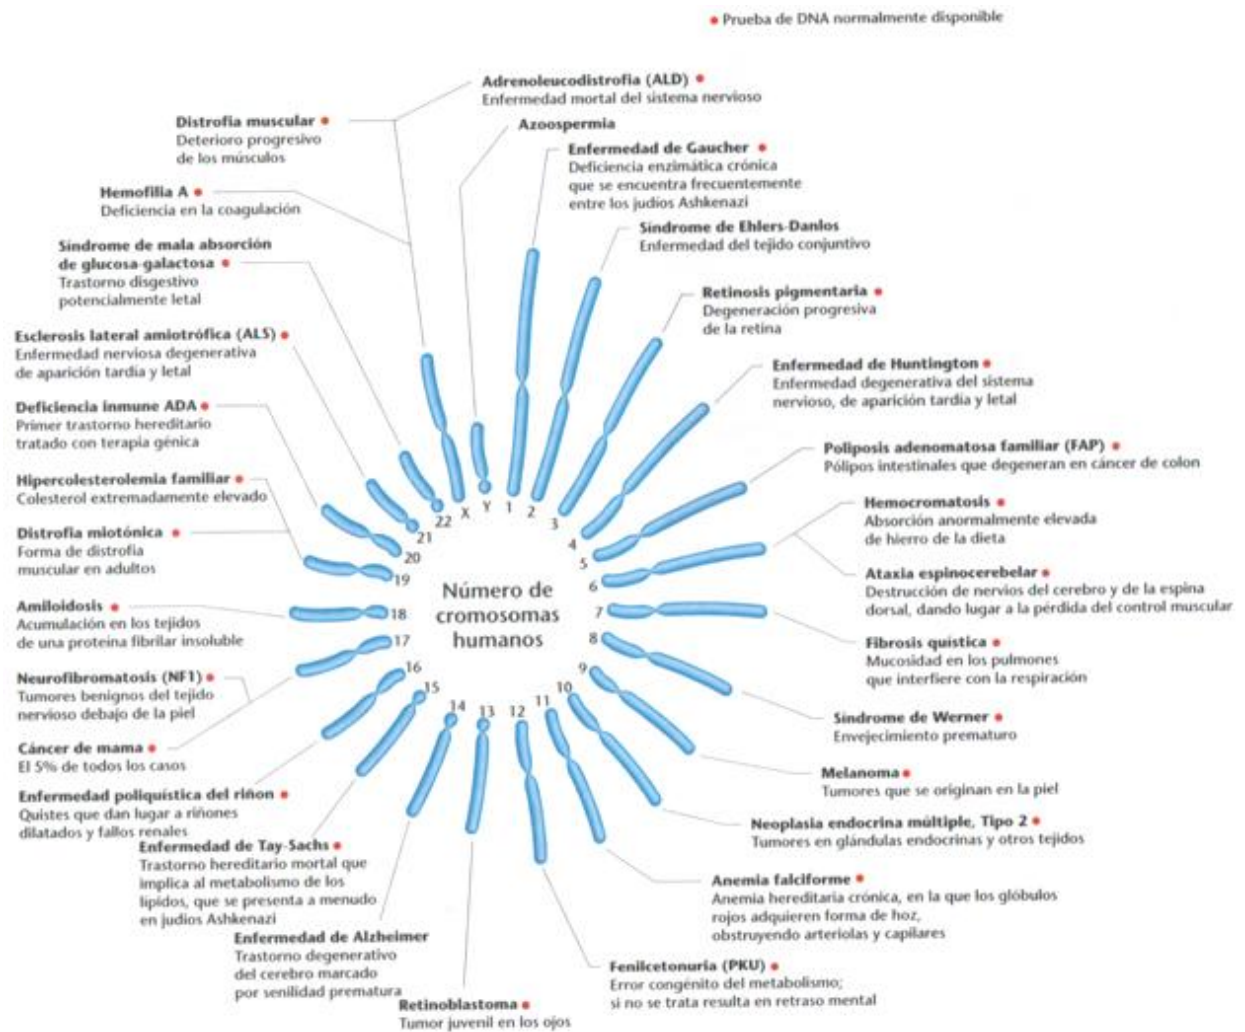 • Prueba de DNA normalmente disponible
Adrenoleucodistrofia (ALD) •
Enfermedad mortal del sistema nervioso
Azoospermia
Distrofia muscular •
Deterioro progresivo
de los músculos
Enfermedad de Gaucher •
Deficiencia enzimática crónica
que se encuentra frecuentemente
entre los judíos Ashkenazi
Hemofilia A •
Deficiencia en la coagulación
Síndrome de Ehlers-Danlos
Enfermedad del tejido conjuntivo
Síndrome de mala absorción
de glucosa-galactosa •
Trastorno disgestivo
potencialmente letal
Retinosis pigmentaria •
Degeneración progresiva
de la retina
Esclerosis lateral amiotrófica (ALS) •
Enfermedad nerviosa degenerativa
de aparición tardía y letal
Enfermedad de Huntington •
Enfermedad degenerativa del sistema
nervioso, de aparición tardía y letal
Deficiencia inmune ADA •
Primer trastorno hereditario
tratado con terapia génica
Poliposis adenomatosa familiar (FAP) •
Pólipos intestinales que degeneran en cáncer de colon
Hipercolesterolemia familiar •
Colesterol extremadamente elevado
Hemocromatosis •
Absorción anormalmente elevada
de hierro de la dieta
Distrofia miotónica •
Forma de distrofia
muscular en adultos
Ataxia espinocerebelar •
Destrucción de nervios del cerebro y de la espina
dorsal, dando lugar a la pérdida del control muscular
Amiloidosis •
Acumulación en los tejidos
de una proteína fibrilar insoluble
Fibrosis quística •
Mucosidad en los pulmones
que interfiere con la respiración
Neurofibromatosis (NF1) •
Tumores benignos del tejido
nervioso debajo de la piel
Síndrome de Werner •
Envejecimiento prematuro
Cáncer de mama •
El 5% de todos los casos
Melanoma •
Tumores que se originan en la piel
Enfermedad poliquística del riñon •
Quistes que dan lugar a riñones
dilatados y fallos renales
Neoplasia endocrina múltiple, Tipo 2 •
Tumores en glándulas endocrinas y otros tejidos
Enfermedad de Tay-Sachs •
Trastorno hereditario mortal que
implica al metabolismo de los
lípidos, que se presenta a menudo
en judíos Ashkenazi
Anemia falciforme •
Anemia hereditaria crónica, en la que los glóbulos
rojos adquieren forma de hoz,
obstruyendo arteriolas y capilares
Enfermedad de Alzheimer
Trastorno degenerativo
del cerebro marcado
por senilidad prematura
Fenilcetonuria (PKU) •
Error congénito del metabolismo;
si no se trata resulta en retraso mental
Retinoblastoma •
Tumor juvenil en los ojos
Número de
cromosomas
humanos
1
2
3
4
5
6
7
8
9
10
11
12
13
14
15
16
17
18
19
20
21
22
X
Y